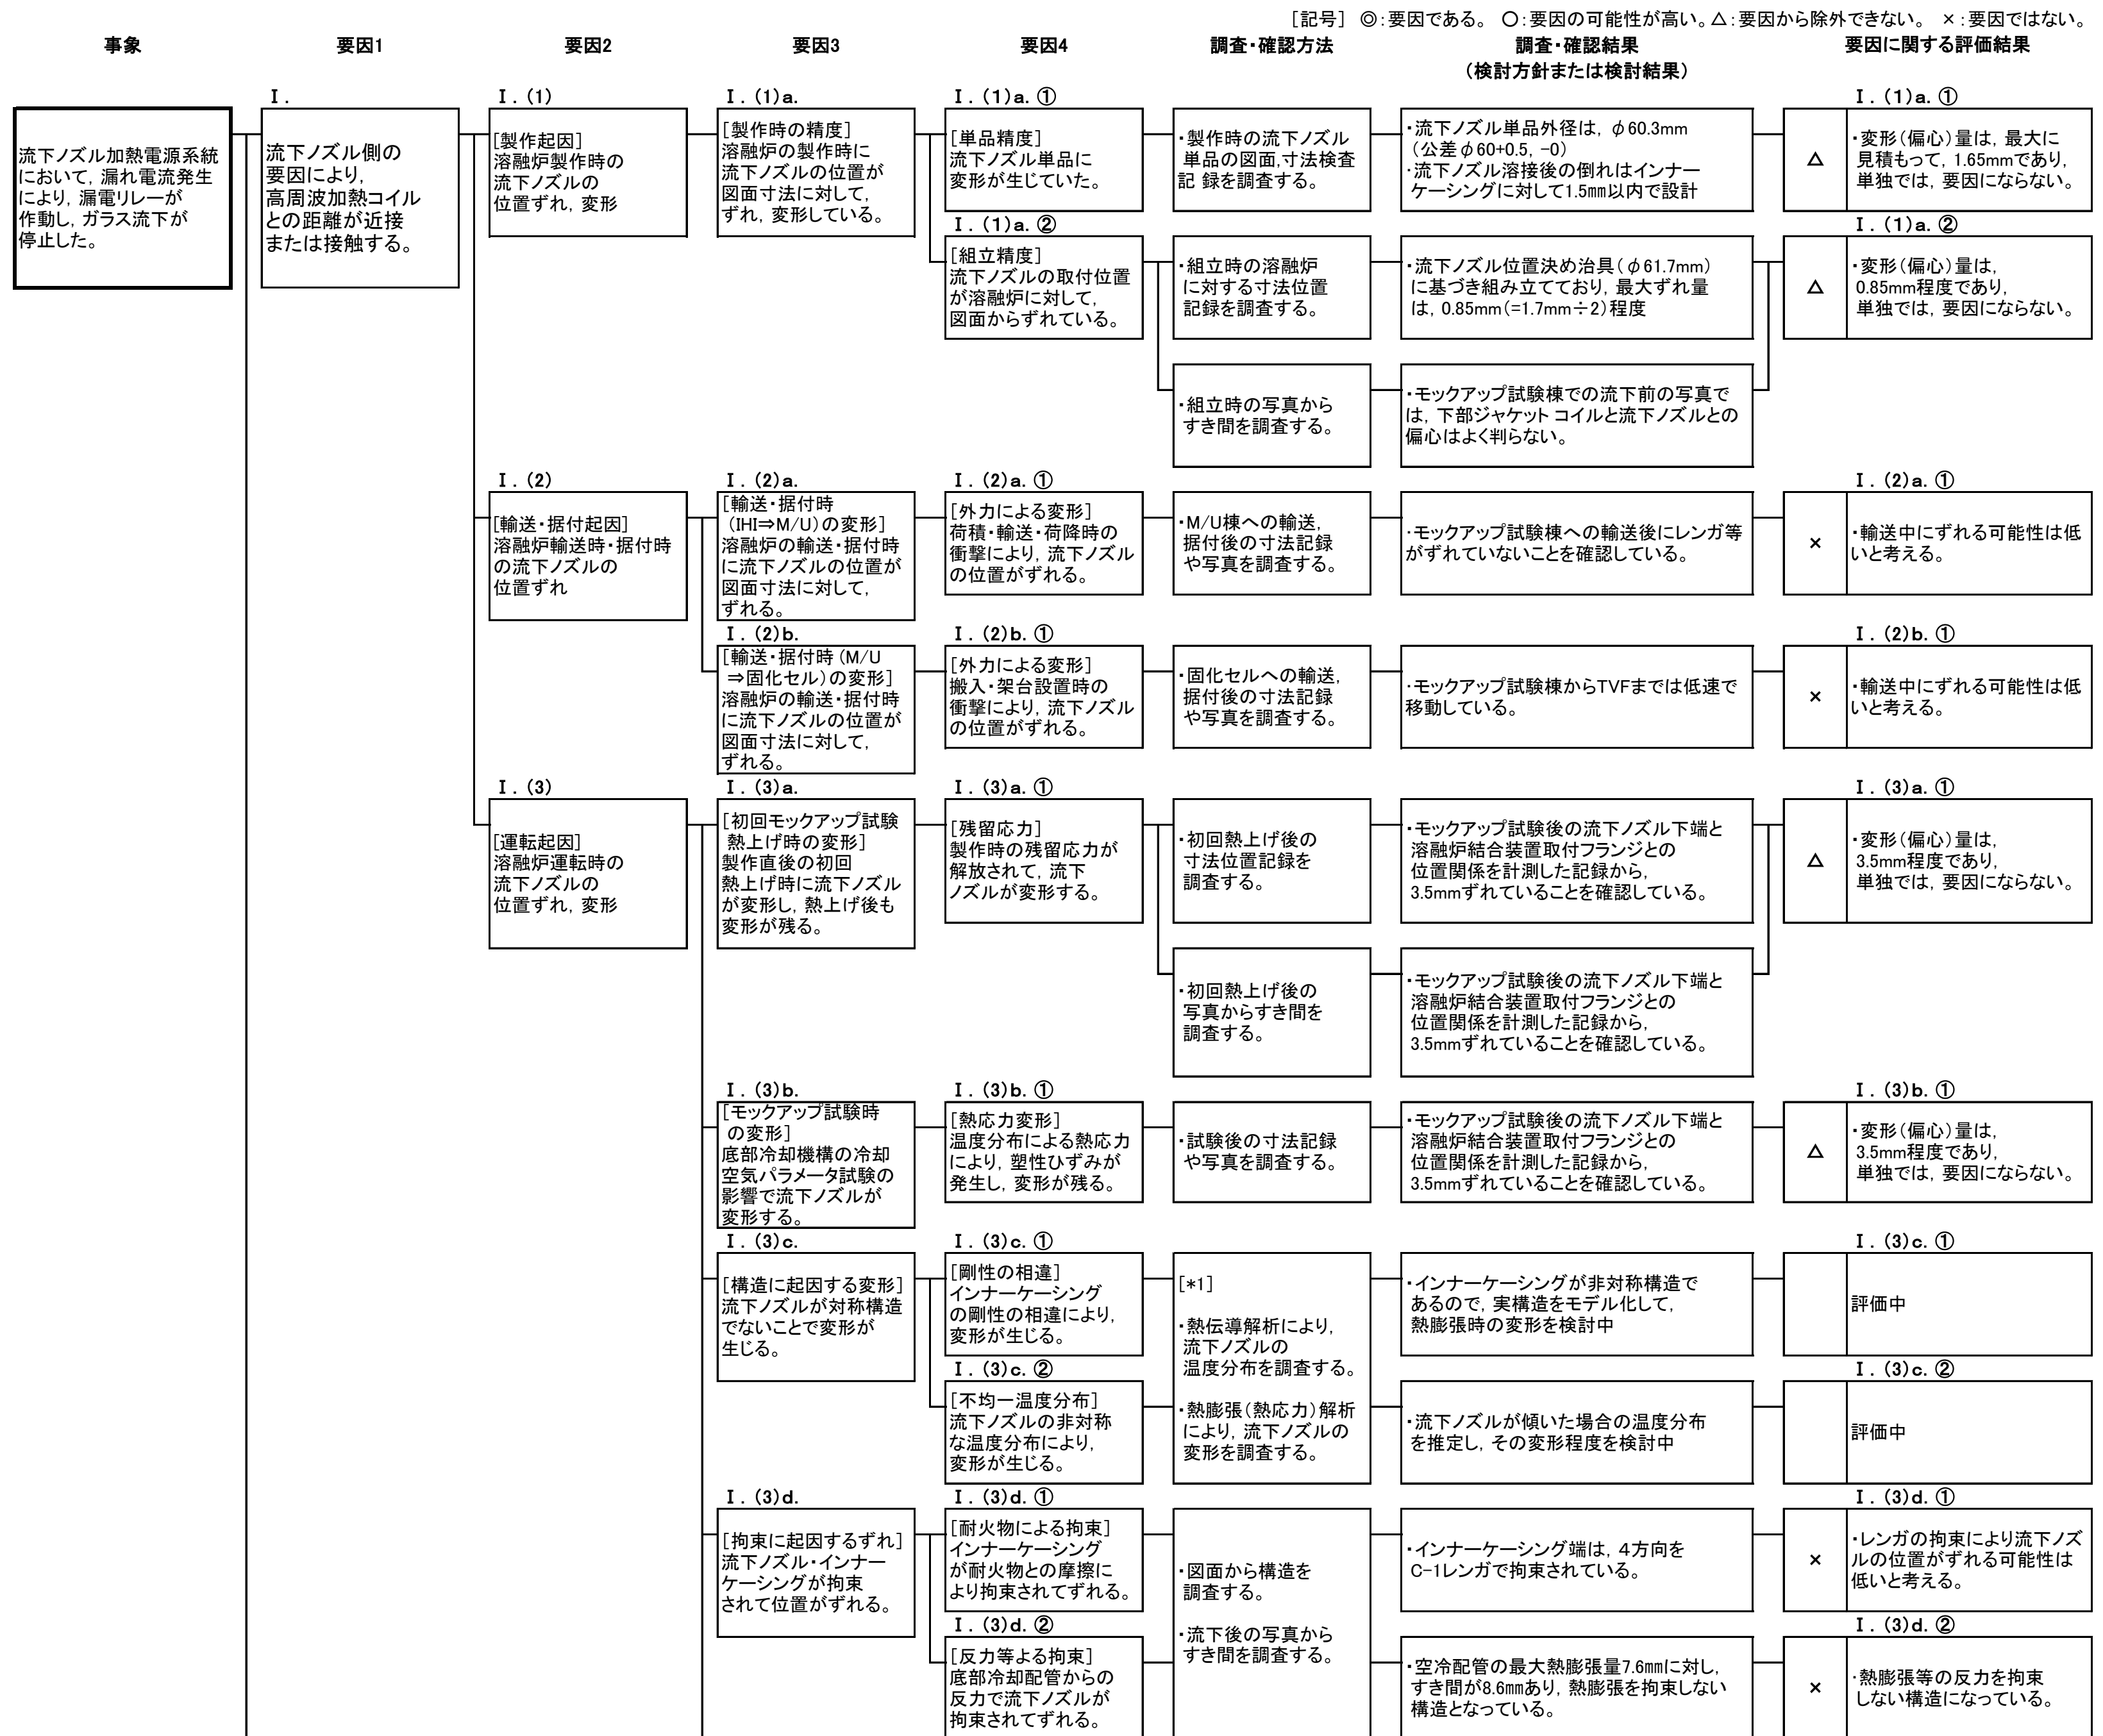 ［記号］ ◎：要因である。 ○：要因の可能性が高い。△：要因から除外できない。 ×：要因ではない。
事象
要因1
要因2
要因3
要因4
調査・確認方法
調査・確認結果
（検討方針または検討結果）
要因に関する評価結果
流下ノズル加熱電源系統
において，漏れ電流発生
により，漏電リレーが
作動し，ガラス流下が
停止した。
Ⅰ．
流下ノズル側の
要因により，
高周波加熱コイル
との距離が近接
または接触する。
Ⅰ．（1）
［製作起因］
溶融炉製作時の
流下ノズルの
位置ずれ，変形
Ⅰ．（1）a．
［製作時の精度］
溶融炉の製作時に
流下ノズルの位置が
図面寸法に対して，
ずれ，変形している。
Ⅰ．（1）a．①
［単品精度］
流下ノズル単品に
変形が生じていた。
・製作時の流下ノズル
単品の図面,寸法検査
記 録を調査する。
・流下ノズル単品外径は，φ60.3mm
（公差φ60+0.5，-0）
・流下ノズル溶接後の倒れはインナー
ケーシングに対して1.5㎜以内で設計
Ⅰ．（1）a．①
△
・変形（偏心）量は，最大に
見積もって，1.65mmであり，
単独では，要因にならない。
Ⅰ．（1）a．②
［組立精度］
流下ノズルの取付位置
が溶融炉に対して，
図面からずれている。
・組立時の溶融炉
に対する寸法位置
記録を調査する。
・流下ノズル位置決め治具（φ61.7mm）
に基づき組み立てており，最大ずれ量
は，0.85mm（=1.7mm÷2）程度
Ⅰ．（1）a．②
△
・変形（偏心）量は，
0.85mm程度であり，
単独では，要因にならない。
・組立時の写真から
すき間を調査する。
・モックアップ試験棟での流下前の写真で
は，下部ジャケット コイルと流下ノズルとの
偏心はよく判らない。
Ⅰ．（2）
［輸送・据付起因］
溶融炉輸送時・据付時
の流下ノズルの
位置ずれ
Ⅰ．（2）a．
［輸送・据付時
（IHI⇒M/U）の変形］
溶融炉の輸送・据付時
に流下ノズルの位置が
図面寸法に対して，
ずれる。
Ⅰ．（2）a．①
［外力による変形］
荷積・輸送・荷降時の
衝撃により，流下ノズル
の位置がずれる。
・M/U棟への輸送，
据付後の寸法記録
や写真を調査する。
・モックアップ試験棟への輸送後にレンガ等
がずれていないことを確認している。
Ⅰ．（2）a．①
×
・輸送中にずれる可能性は低
いと考える。
Ⅰ．（2）b．
［輸送・据付時（M/U
⇒固化セル）の変形］
溶融炉の輸送・据付時
に流下ノズルの位置が
図面寸法に対して，
ずれる。
Ⅰ．（2）b．①
［外力による変形］
搬入・架台設置時の
衝撃により，流下ノズル
の位置がずれる。
・固化セルへの輸送，
据付後の寸法記録
や写真を調査する。
・モックアップ試験棟からTVFまでは低速で
移動している。
Ⅰ．（2）b．①
×
・輸送中にずれる可能性は低
いと考える。
Ⅰ．（3）
［運転起因］
溶融炉運転時の
流下ノズルの
位置ずれ，変形
Ⅰ．（3）a．
［初回モックアップ試験
熱上げ時の変形］
製作直後の初回
熱上げ時に流下ノズル
が変形し，熱上げ後も
変形が残る。
Ⅰ．（3）a．①
［残留応力］
製作時の残留応力が
解放されて，流下
ノズルが変形する。
・初回熱上げ後の
寸法位置記録を
調査する。
・モックアップ試験後の流下ノズル下端と
溶融炉結合装置取付フランジとの
位置関係を計測した記録から，
3.5mmずれていることを確認している。
Ⅰ．（3）a．①
△
・変形（偏心）量は，
3.5mm程度であり，
単独では，要因にならない。
・初回熱上げ後の
写真からすき間を
調査する。
・モックアップ試験後の流下ノズル下端と
溶融炉結合装置取付フランジとの
位置関係を計測した記録から，
3.5mmずれていることを確認している。
Ⅰ．（3）b．
［モックアップ試験時
の変形］
底部冷却機構の冷却
空気パラメータ試験の
影響で流下ノズルが
変形する。
Ⅰ．（3）b．①
［熱応力変形］
温度分布による熱応力
により，塑性ひずみが
発生し，変形が残る。
・試験後の寸法記録
や写真を調査する。
・モックアップ試験後の流下ノズル下端と
溶融炉結合装置取付フランジとの
位置関係を計測した記録から，
3.5mmずれていることを確認している。
Ⅰ．（3）b．①
△
・変形（偏心）量は，
3.5mm程度であり，
単独では，要因にならない。
Ⅰ．（3）c．
［構造に起因する変形］
流下ノズルが対称構造
でないことで変形が
生じる。
Ⅰ．（3）c．①
［剛性の相違］
インナーケーシング
の剛性の相違により，
変形が生じる。
［*1］
・熱伝導解析により，
流下ノズルの
温度分布を調査する。
・熱膨張（熱応力）解析
により，流下ノズルの
変形を調査する。
・インナーケーシングが非対称構造で
あるので，実構造をモデル化して，
熱膨張時の変形を検討中
Ⅰ．（3）c．①
評価中
Ⅰ．（3）c．②
［不均一温度分布］
流下ノズルの非対称
な温度分布により，
変形が生じる。
・流下ノズルが傾いた場合の温度分布
を推定し，その変形程度を検討中
Ⅰ．（3）c．②
評価中
Ⅰ．（3）d．
［拘束に起因するずれ］
流下ノズル・インナー
ケーシングが拘束
されて位置がずれる。
Ⅰ．（3）d．①
［耐火物による拘束］
インナーケーシング
が耐火物との摩擦に
より拘束されてずれる。
・図面から構造を
調査する。
・流下後の写真から
すき間を調査する。
・インナーケーシング端は，４方向を
C-1レンガで拘束されている。
Ⅰ．（3）d．①
×
・レンガの拘束により流下ノズ
ルの位置がずれる可能性は
低いと考える。
Ⅰ．（3）d．②
［反力等よる拘束］
底部冷却配管からの
反力で流下ノズルが
拘束されてずれる。
・空冷配管の最大熱膨張量7.6㎜に対し，
すき間が8.6㎜あり，熱膨張を拘束しない
構造となっている。
Ⅰ．（3）d．②
×
・熱膨張等の反力を拘束
しない構造になっている。